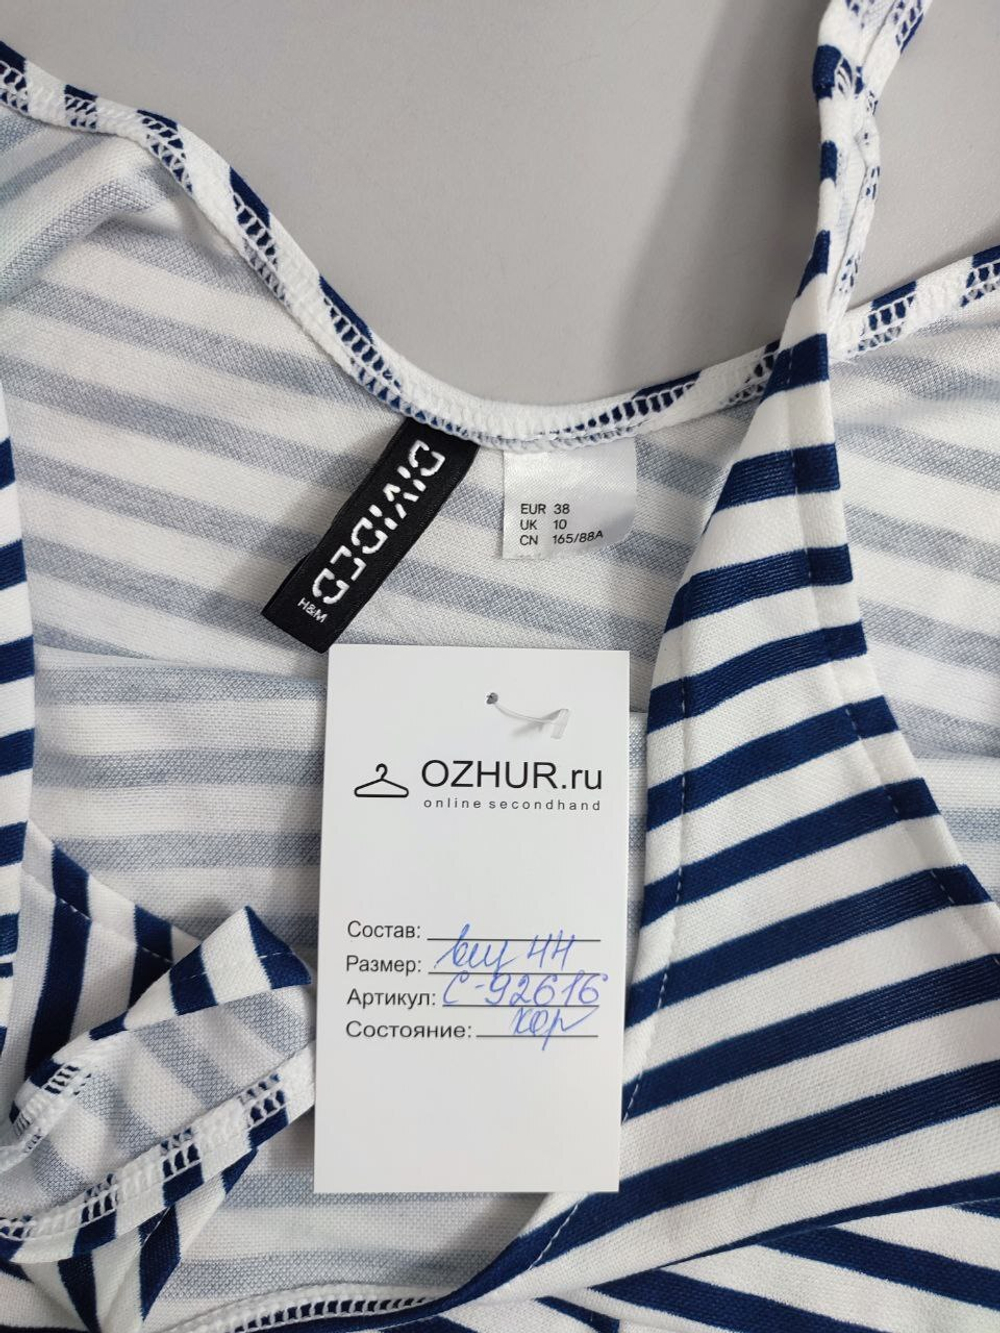 DIVIDED
H&M
EUR 38
UK 10
CN 165/88A
OZHUR.ru
online secondhand
Состав:
Размер: 44
Артикул: С-92616
Состояние: хор